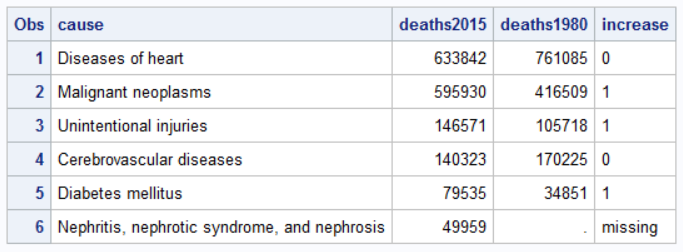 Obs cause deaths2015 deaths1980 increase
1 Diseases of heart 633842 761085 0
2 Malignant neoplasms 595930 416509 1
3 Unintentional injuries 146571 105718 1
4 Cerebrovascular diseases 140323 170225 0
5 Diabetes mellitus 79535 34851 1
6 Nephritis, nephrotic syndrome, and nephrosis 49959 . missing